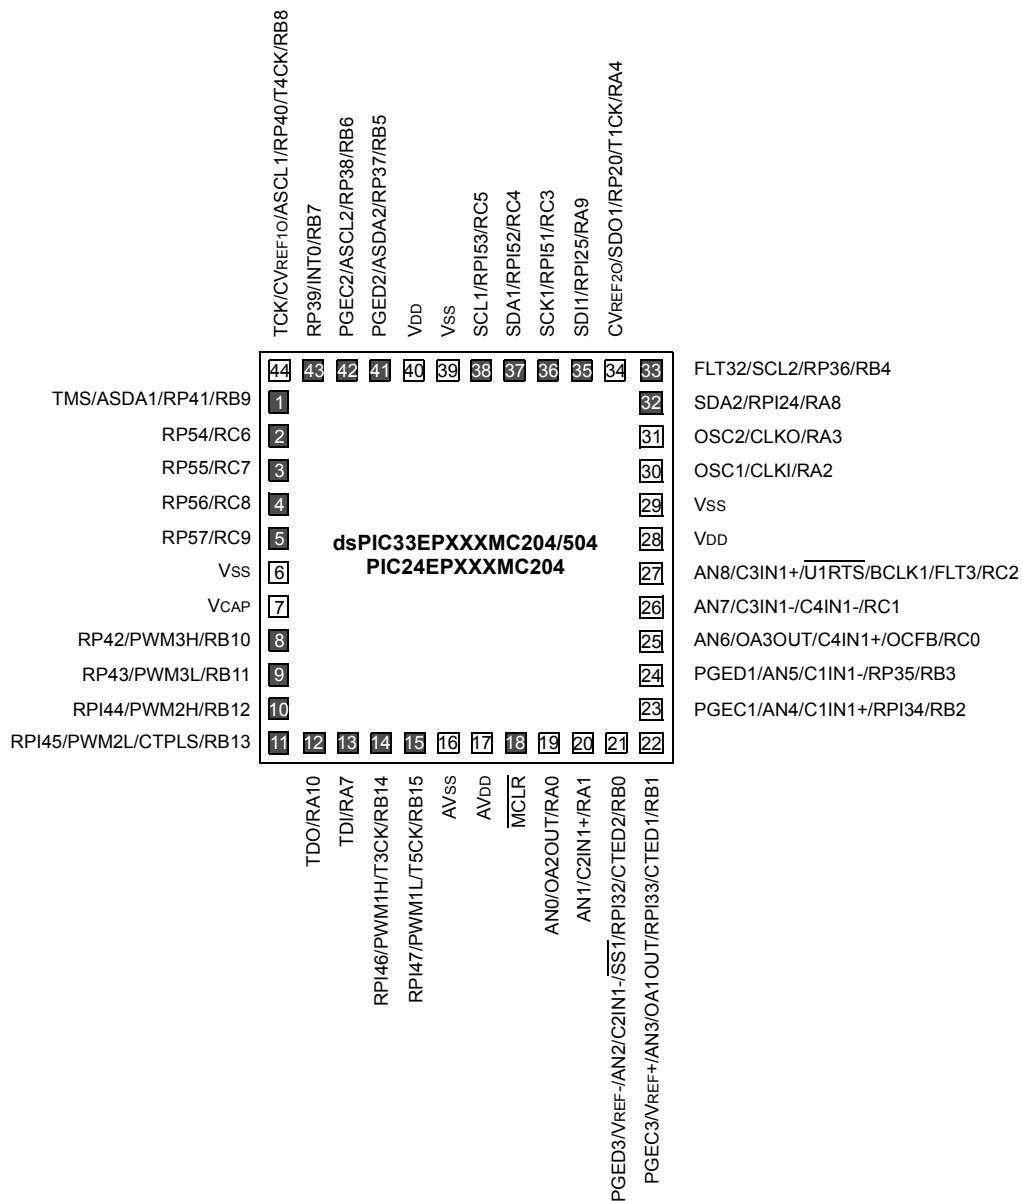 TCK/CVREF1O/ASCL1/RP40/T4CK/RB8
RP39/INT0/RB7
PGEC2/ASCL2/RP38/RB6
PGED2/ASDA2/RP37/RB5
VDD
VSS
SCL1/RPI53/RC5
SDA1/RPI52/RC4
SCK1/RPI51/RC3
SDI1/RPI25/RA9
CVREF2O/SDO1/RP20/T1CK/RA4
44 43 42 41 40 39 38 37 36 35 34 33 FLT32/SCL2/RP36/RB4
TMS/ASDA1/RP41/RB9 1 32 SDA2/RPI24/RA8
RP54/RC6 2 31 OSC2/CLKO/RA3
RP55/RC7 3 30 OSC1/CLKI/RA2
RP56/RC8 4 29 VSS
RP57/RC9 5 dsPIC33EPXXXMC204/504 28 VDD
PIC24EPXXXMC204
VSS 6 27 AN8/C3IN1+/U1RTS/BCLK1/FLT3/RC2
VCAP 7 26 AN7/C3IN1-/C4IN1-/RC1
RP42/PWM3H/RB10 8 25 AN6/OA3OUT/C4IN1+/OCFB/RC0
RP43/PWM3L/RB11 9 24 PGED1/AN5/C1IN1-/RP35/RB3
RPI44/PWM2H/RB12 10 23 PGEC1/AN4/C1IN1+/RPI34/RB2
RPI45/PWM2L/CTPLS/RB13 11 12 13 14 15 16 17 18 19 20 21 22
TDO/RA10
TDI/RA7
RPI46/PWM1H/T3CK/RB14
RPI47/PWM1L/T5CK/RB15
AVSS
AVDD
MCLR
AN0/OA2OUT/RA0
AN1/C2IN1+/RA1
PGED3/VREF-/AN2/C2IN1-/SS1/RPI32/CTED2/RB0
PGEC3/VREF+/AN3/OA1OUT/RPI33/CTED1/RB1